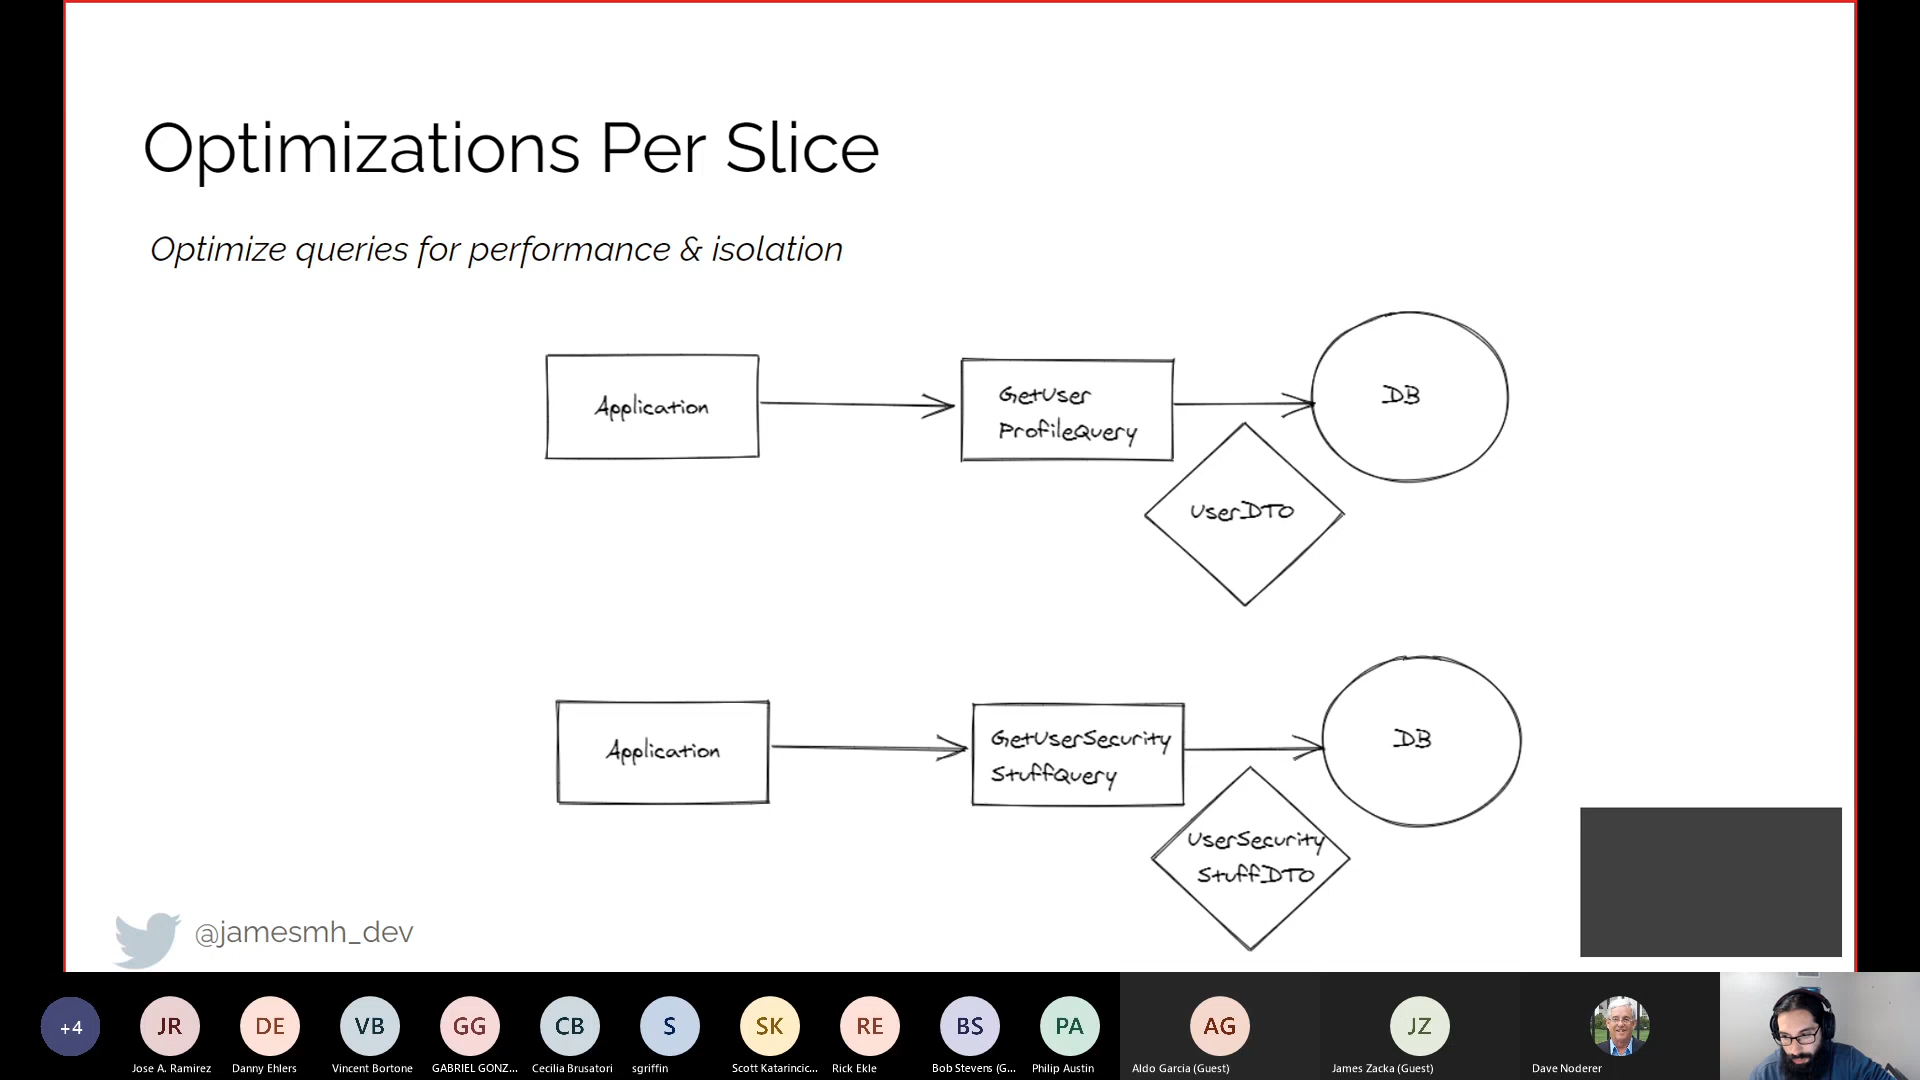 Optimizations Per Slice
Optimize queries for performance & isolation
Application
GetUser
ProfileQuery
DB
UserDTO
Application
GetUserSecurity
StuffQuery
DB
UserSecurity
StuffDTO
@jamesmh_dev
+4
JR
DE
VB
GG
CB
S
SK
RE
BS
PA
AG
JZ
Jose A. Ramirez
Danny Ehlers
Vincent Bortone
GABRIEL GONZ...
Cecilia Brusatori
sgriffin
Scott Katarincic...
Rick Ekle
Bob Stevens (G...
Philip Austin
Aldo Garcia (Guest)
James Zacka (Guest)
Dave Noderer